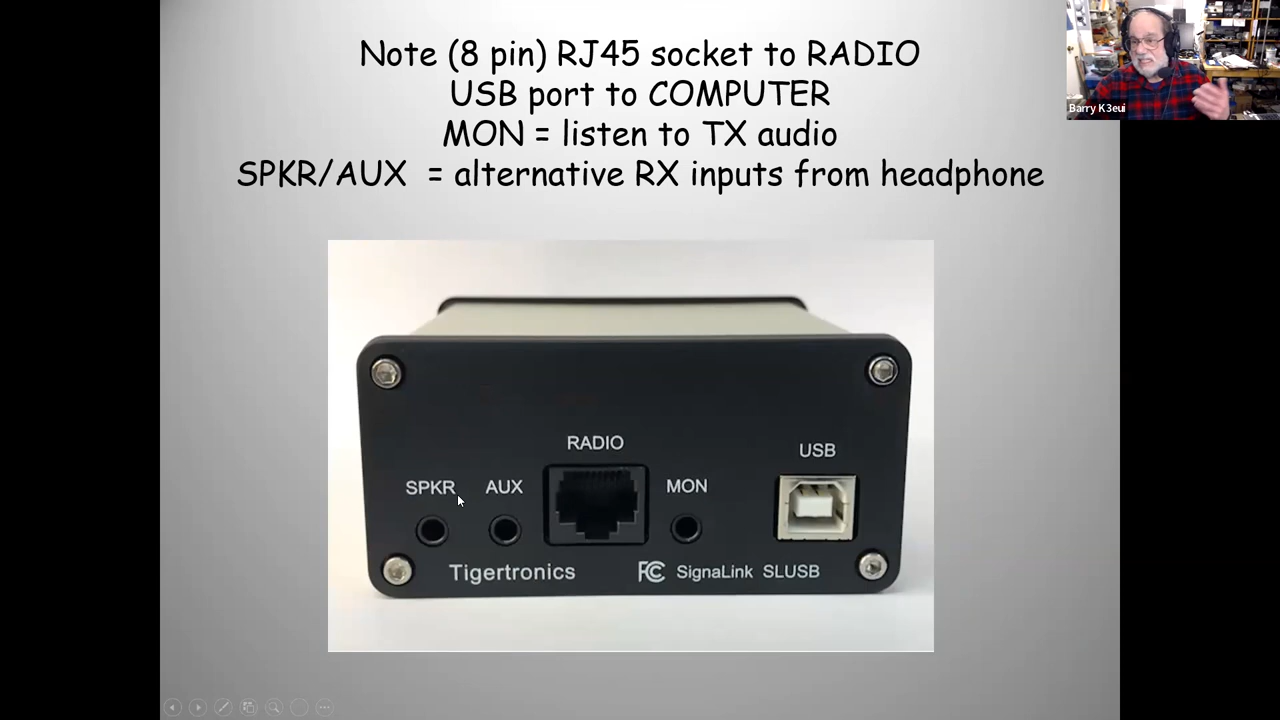 Note (8 pin) RJ45 socket to RADIO
USB port to COMPUTER
MON = listen to TX audio
SPKR/AUX = alternative RX inputs from headphone
Barry K3eui
RADIO
USB
SPKR AUX MON
Tigertronics FC SignaLink SLUSB